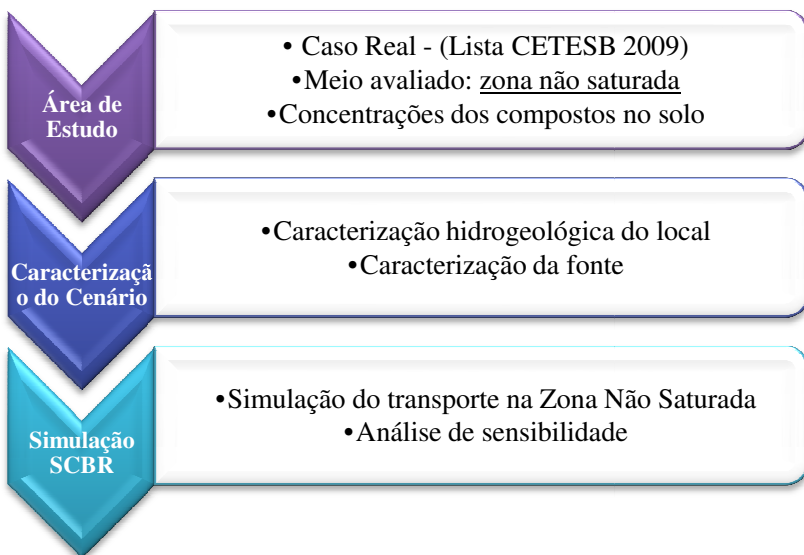 Área de
Estudo
• Caso Real - (Lista CETESB 2009)
•Meio avaliado: zona não saturada
•Concentrações dos compostos no solo
Caracterizaçã
o do Cenário
•Caracterização hidrogeológica do local
•Caracterização da fonte
Simulação
SCBR
•Simulação do transporte na Zona Não Saturada
•Análise de sensibilidade